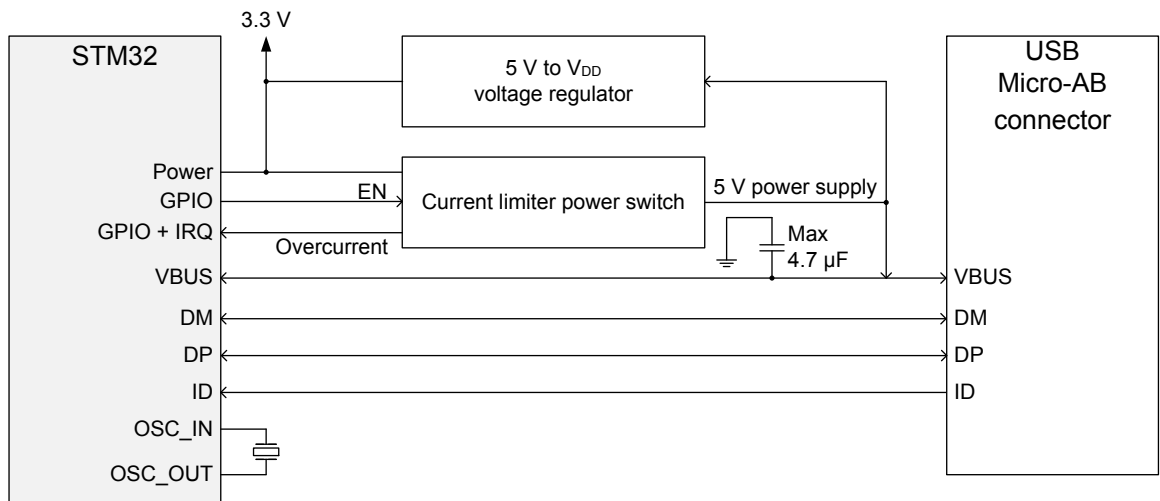 3.3 V
STM32
5 V to VDD
voltage regulator
USB
Micro-AB
connector
Power
GPIO
EN
Current limiter power switch
5 V power supply
GPIO + IRQ
Overcurrent
Max
4.7 µF
VBUS
VBUS
DM
DM
DP
DP
ID
ID
OSC_IN
OSC_OUT